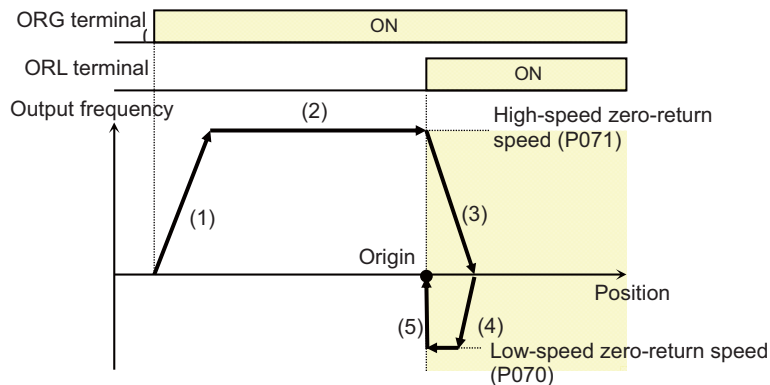 ORG terminal
ON
ORL terminal
ON
Output frequency
(2)
High-speed zero-return
speed (P071)
(1)
(3)
Origin
Position
(5)
(4)
Low-speed zero-return speed
(P070)